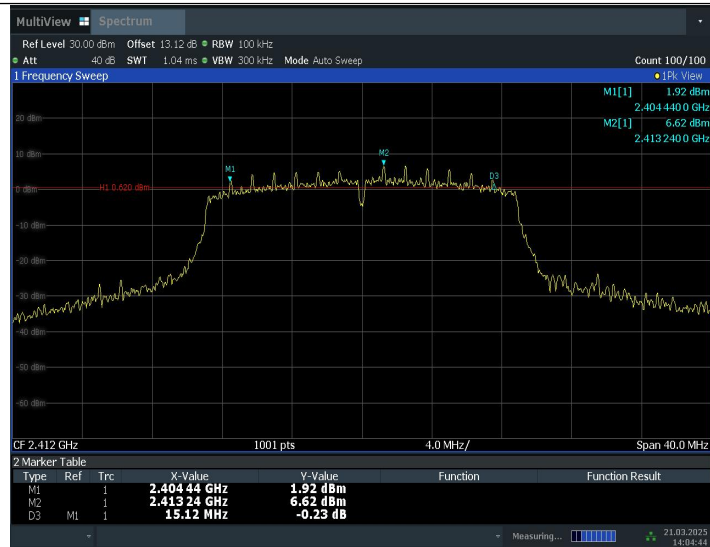 MultiView Spectrum
Ref Level 30.00 dBm Offset 13.12 dB RBW 100 kHz
Att 40 dB SWT 1.04 ms VBW 300 kHz Mode Auto Sweep Count 100/100
1 Frequency Sweep 1Pk View
M1[1] 1.92 dBm
2.404 440 0 GHz
M2[1] 6.62 dBm
2.413 240 0 GHz
20 dBm
10 dBm
M2
M1
D3
0 dBm
H1 0.620 dBm
-10 dBm
-20 dBm
-30 dBm
-40 dBm
-50 dBm
-60 dBm
CF 2.412 GHz 1001 pts 4.0 MHz/ Span 40.0 MHz
2 Marker Table
Type Ref Trc X-Value Y-Value Function Function Result
M1 1 2.404 44 GHz 1.92 dBm
M2 1 2.413 24 GHz 6.62 dBm
D3 M1 1 15.12 MHz -0.23 dB
Measuring... 21.03.2025
14:04:44